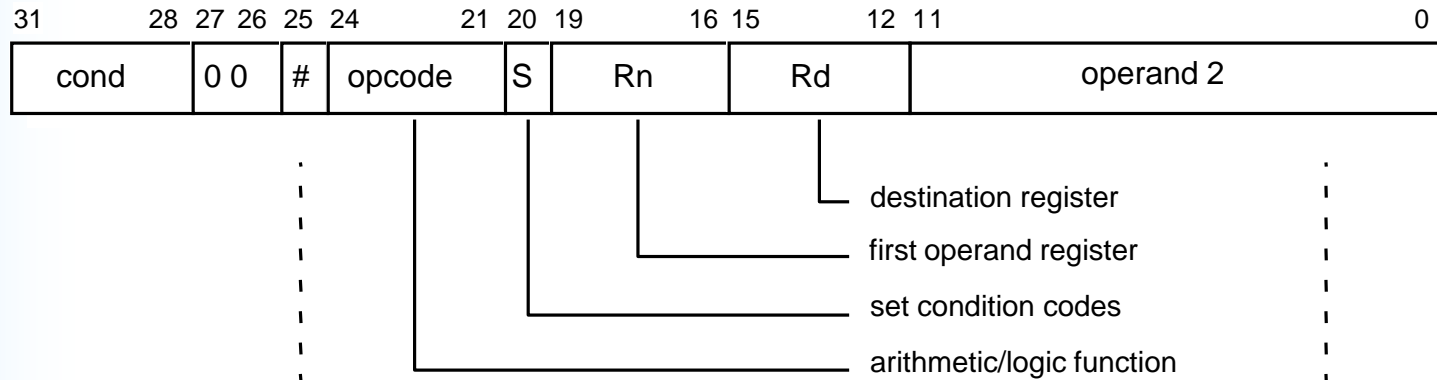 31 28 27 26 25 24 21 20 19 16 15 12 11 0
cond 0 0 # opcode S Rn Rd operand 2
destination register
first operand register
set condition codes
arithmetic/logic function